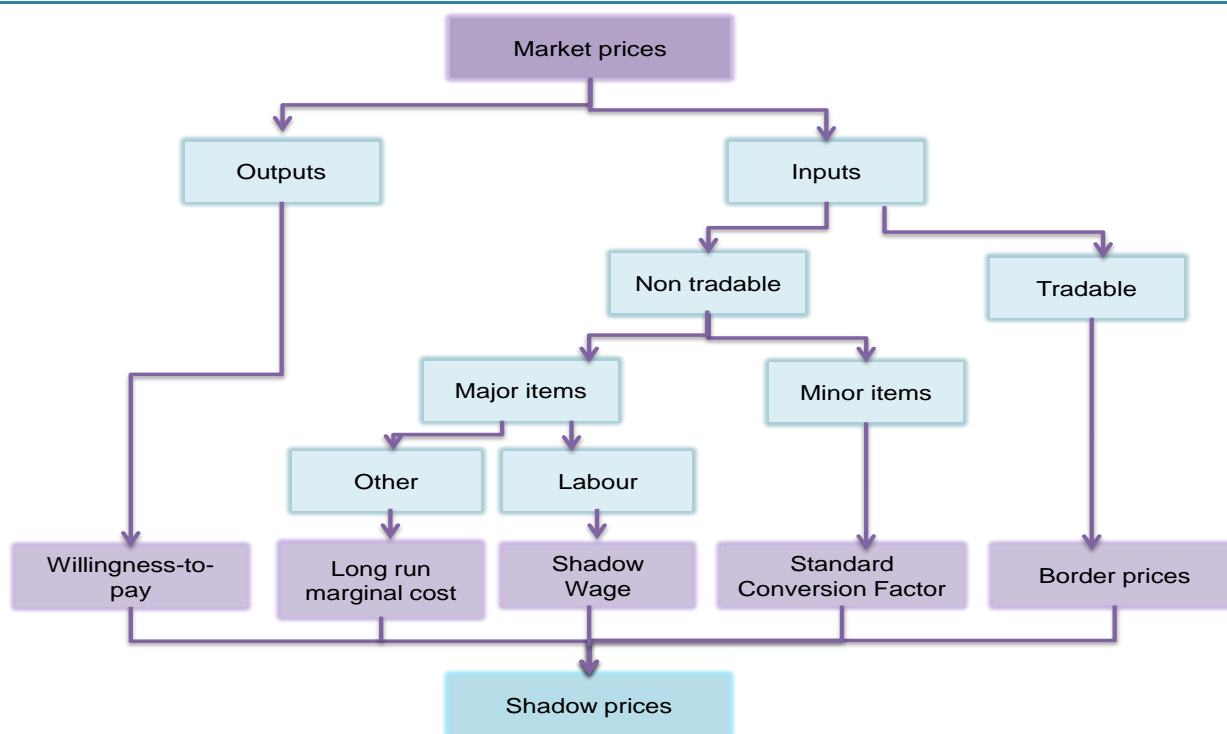 Market prices
Outputs
Inputs
Non tradable
Tradable
Major items
Minor items
Other
Labour
Willingness-to-
pay
Long run
marginal cost
Shadow
Wage
Standard
Conversion Factor
Border prices
Shadow prices